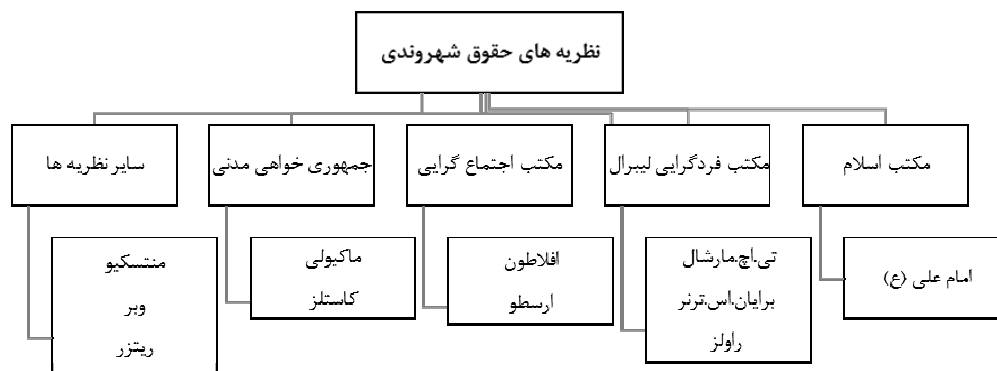 نظریه های حقوق شهروندی
مکتب اسلام
مکتب فردگرایی لیبرال
مکتب اجتماع گرایی
جمهوری خواهی مدنی
سایر نظریه ها
امام علی (ع)
تی.اچ.مارشال
برایان.اس.ترنر
راولز
افلاطون
ارسطو
ماکیولی
کاستلز
منتسکیو
وبر
ریتزر